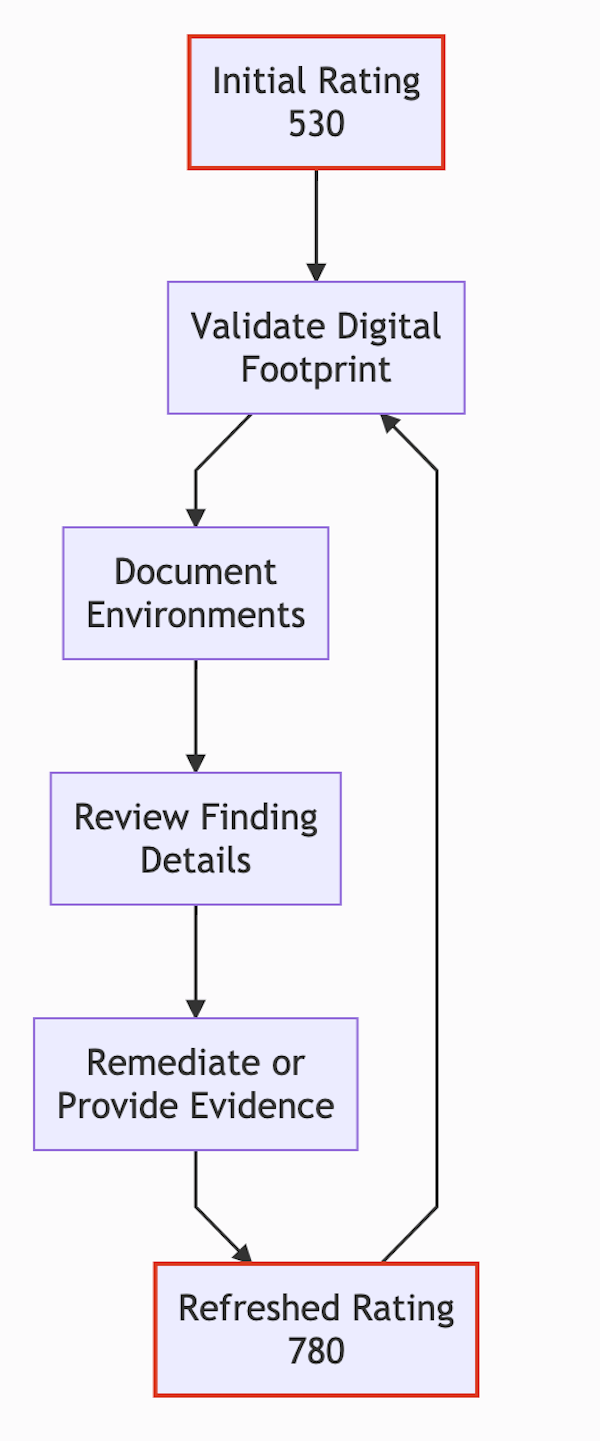 Initial Rating
530
Validate Digital
Footprint
Document
Environments
Review Finding
Details
Remediate or
Provide Evidence
Refreshed Rating
780